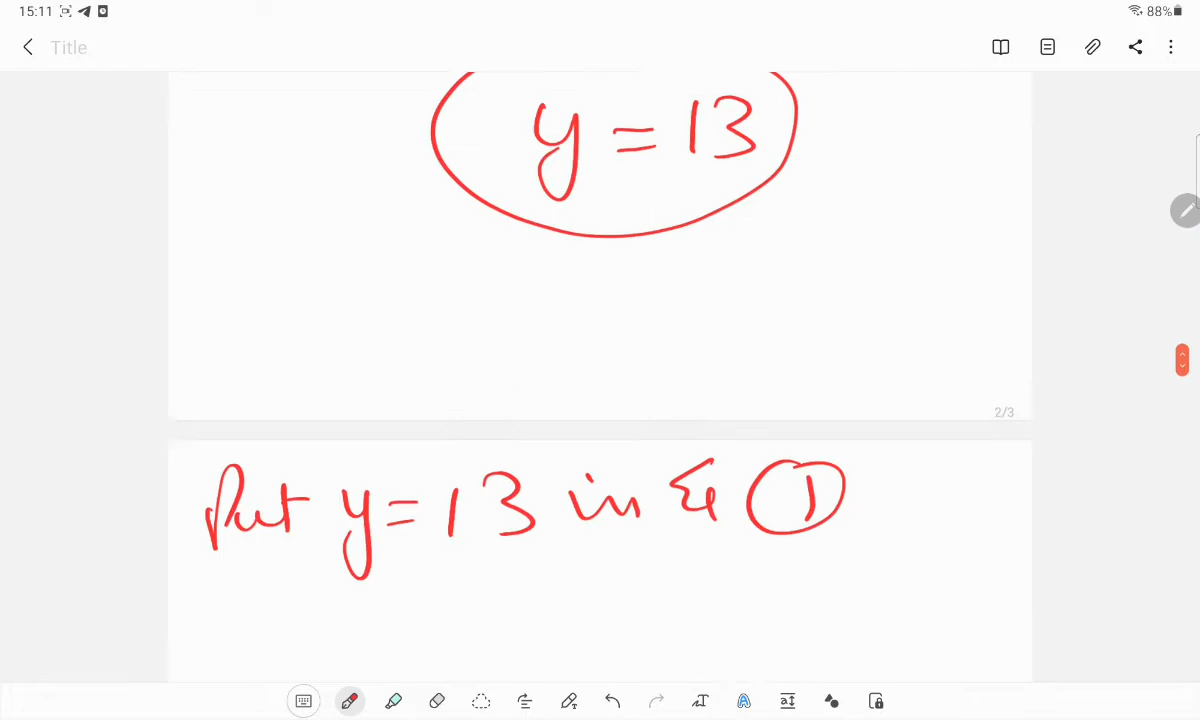 15:11
88%
Title
y = 13
2/3
Put y = 13 in Eq 1